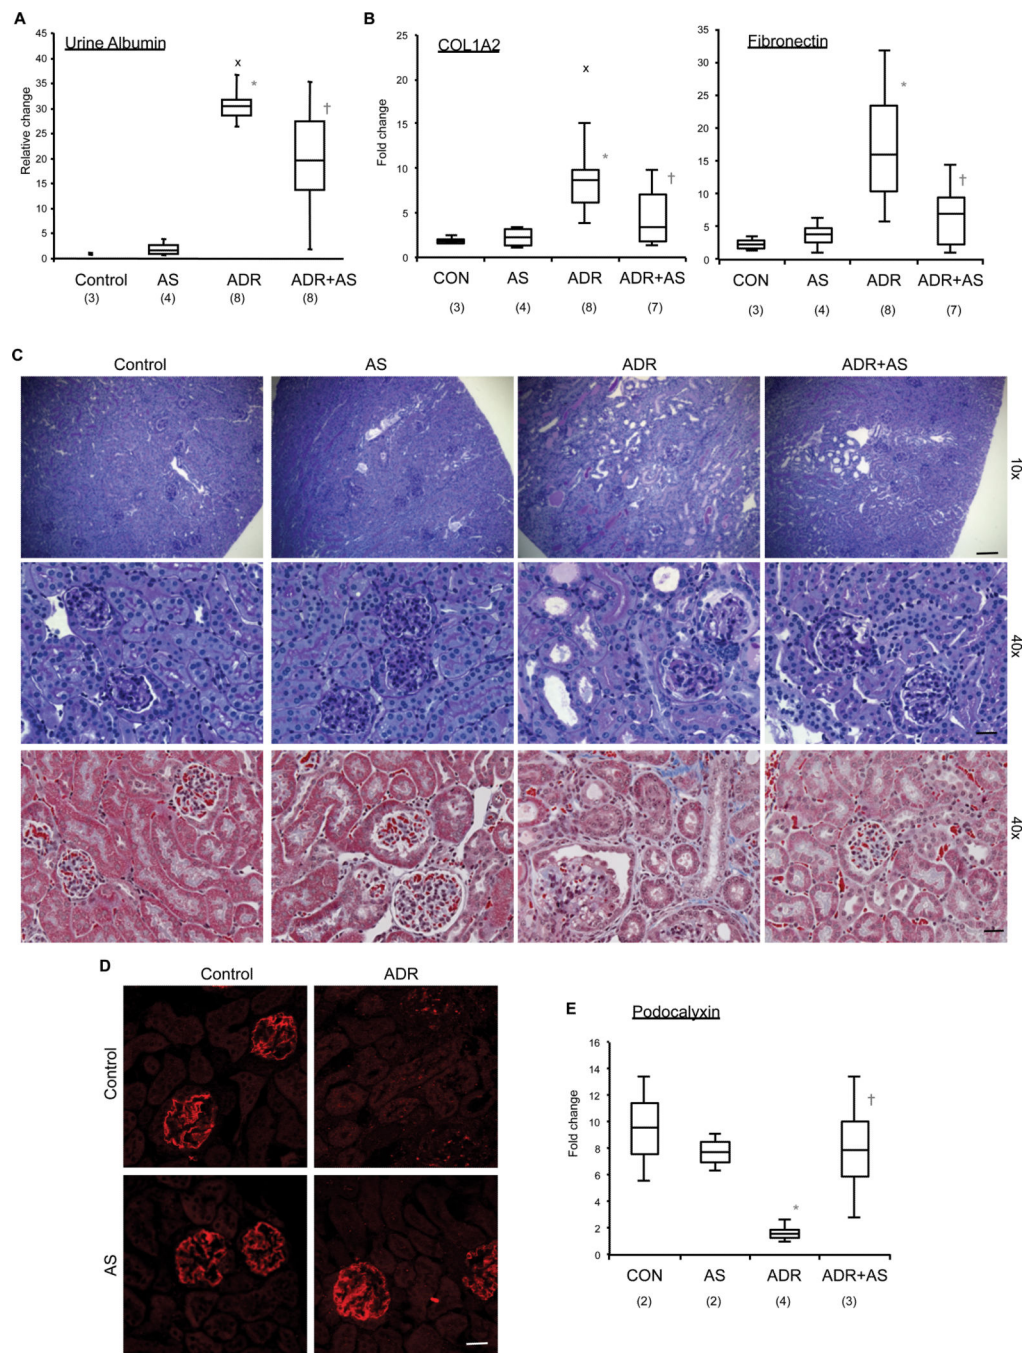 A
Urine Albumin
Relative change
45
40
35
30
25
20
15
10
5
0
x
*
†
Control AS ADR ADR+AS
(3) (4) (8) (8)
B
COL1A2
Fold change
25
20
15
10
5
0
x
*
†
CON AS ADR ADR+AS
(3) (4) (8) (7)
Fibronectin
35
30
25
20
15
10
5
0
*
†
CON AS ADR ADR+AS
(3) (4) (8) (7)
C
Control AS ADR ADR+AS
10x
40x
40x
D
Control ADR
Control
AS
E
Podocalyxin
Fold change
16
14
12
10
8
6
4
2
0
*
†
CON AS ADR ADR+AS
(2) (2) (4) (3)